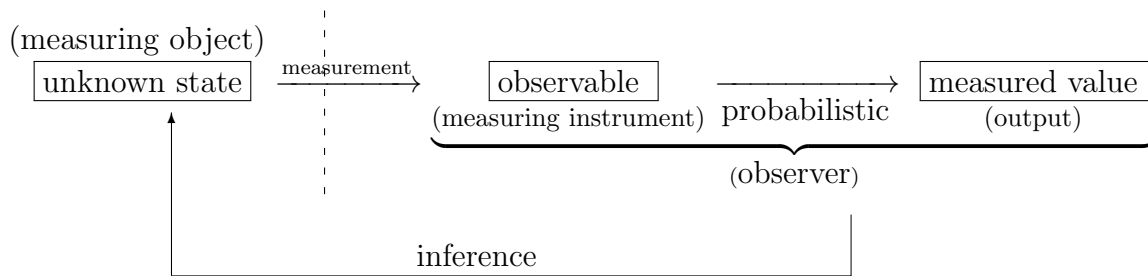 (measuring object)
unknown state
measurement
observable
(measuring instrument)
probabilistic
measured value
(output)
(observer)
inference